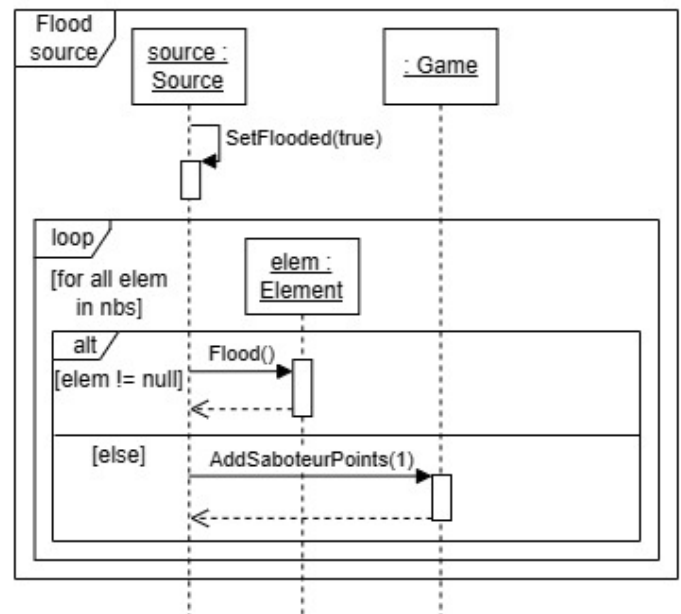 Flood
source
source :
Source
: Game
SetFlooded(true)
loop
[for all elem
in nbs]
elem :
Element
alt
[elem != null]
Flood()
[else]
AddSaboteurPoints(1)